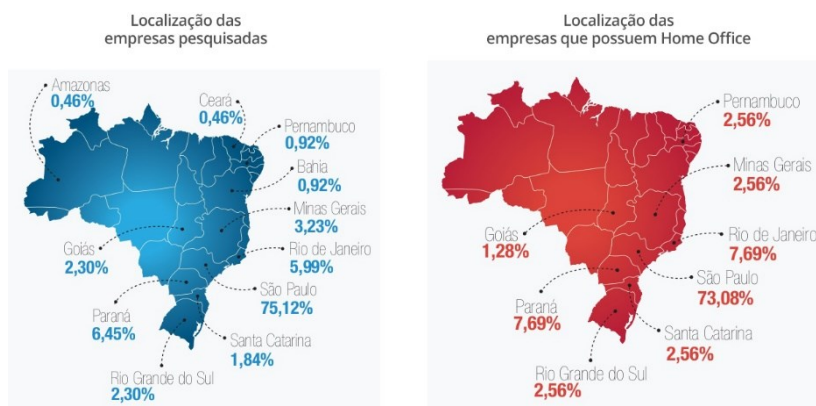 Localização das
empresas pesquisadas
Amazonas
0,46%
Ceará
0,46%
Pernambuco
0,92%
Bahia
0,92%
Minas Gerais
3,23%
Goiás
2,30%
Rio de Janeiro
5,99%
São Paulo
75,12%
Paraná
6,45%
Santa Catarina
1,84%
Rio Grande do Sul
2,30%
Localização das
empresas que possuem Home Office
Pernambuco
2,56%
Minas Gerais
2,56%
Goiás
1,28%
Rio de Janeiro
7,69%
São Paulo
73,08%
Paraná
7,69%
Santa Catarina
2,56%
Rio Grande do Sul
2,56%